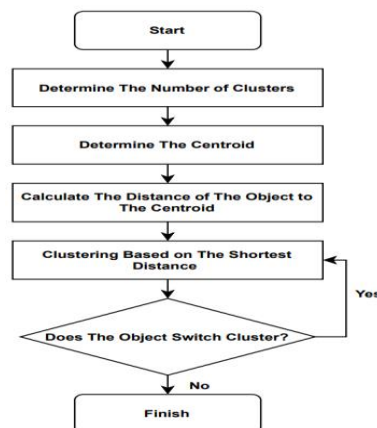 Start
Determine The Number of Clusters
Determine The Centroid
Calculate The Distance of The Object to
The Centroid
Clustering Based on The Shortest
Distance
Yes
Does The Object Switch Cluster?
No
Finish